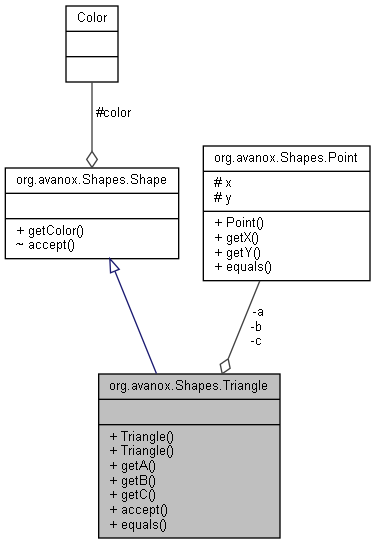 Color
#color
org.avanox.Shapes.Shape
+ getColor()
~ accept()
org.avanox.Shapes.Point
# x
# y
+ Point()
+ getX()
+ getY()
+ equals()
-a
-b
-c
org.avanox.Shapes.Triangle
+ Triangle()
+ Triangle()
+ getA()
+ getB()
+ getC()
+ accept()
+ equals()